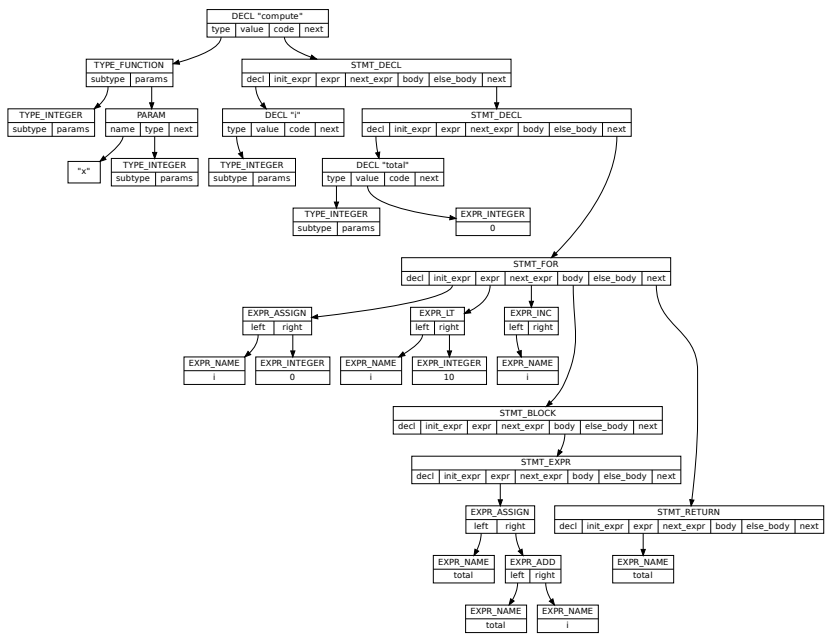 DECL "compute"
type value code next
TYPE_FUNCTION
subtype params
STMT_DECL
decl init_expr expr next_expr body else_body next
TYPE_INTEGER
subtype params
PARAM
name type next
DECL "i"
type value code next
STMT_DECL
decl init_expr expr next_expr body else_body next
"x"
TYPE_INTEGER
subtype params
TYPE_INTEGER
subtype params
DECL "total"
type value code next
TYPE_INTEGER
subtype params
EXPR_INTEGER
0
STMT_FOR
decl init_expr expr next_expr body else_body next
EXPR_ASSIGN
left right
EXPR_LT
left right
EXPR_INC
left right
EXPR_NAME
i
EXPR_INTEGER
0
EXPR_NAME
i
EXPR_INTEGER
10
EXPR_NAME
i
STMT_BLOCK
decl init_expr expr next_expr body else_body next
STMT_EXPR
decl init_expr expr next_expr body else_body next
EXPR_ASSIGN
left right
STMT_RETURN
decl init_expr expr next_expr body else_body next
EXPR_NAME
total
EXPR_ADD
left right
EXPR_NAME
total
EXPR_NAME
total
EXPR_NAME
i